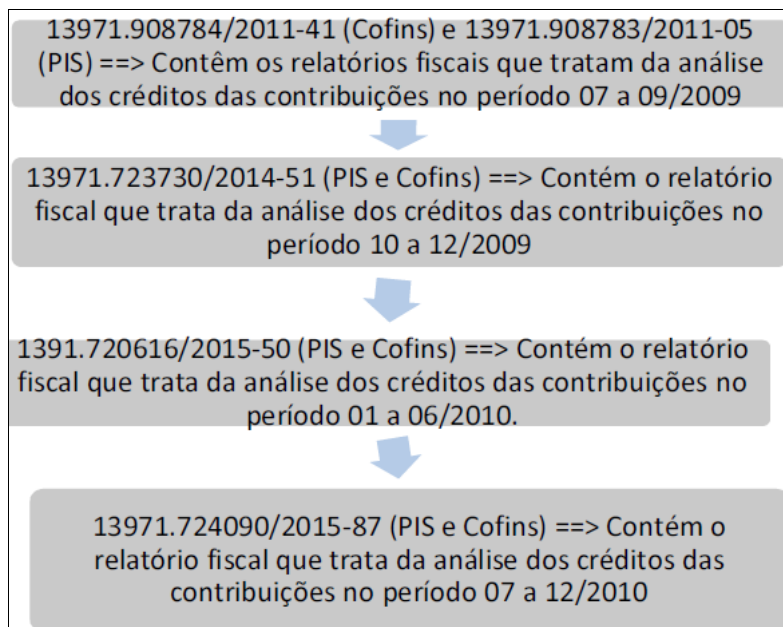 13971.908784/2011-41 (Cofins) e 13971.908783/2011-05
(PIS) ==> Contêm os relatórios fiscais que tratam da análise
dos créditos das contribuições no período 07 a 09/2009
13971.723730/2014-51 (PIS e Cofins) ==> Contém o relatório
fiscal que trata da análise dos créditos das contribuições no
período 10 a 12/2009
1391.720616/2015-50 (PIS e Cofins) ==> Contém o relatório
fiscal que trata da análise dos créditos das contribuições no
período 01 a 06/2010.
13971.724090/2015-87 (PIS e Cofins) ==> Contém o
relatório fiscal que trata da análise dos créditos das
contribuições no período 07 a 12/2010